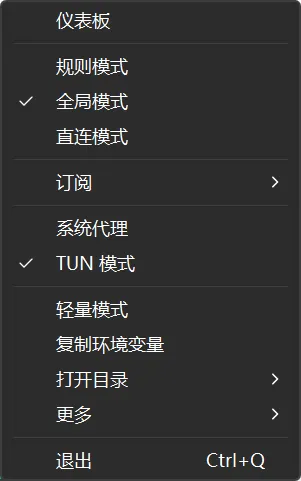 仪表板
规则模式
全局模式
直连模式
订阅
系统代理
TUN 模式
轻量模式
复制环境变量
打开目录
更多
退出 Ctrl+Q